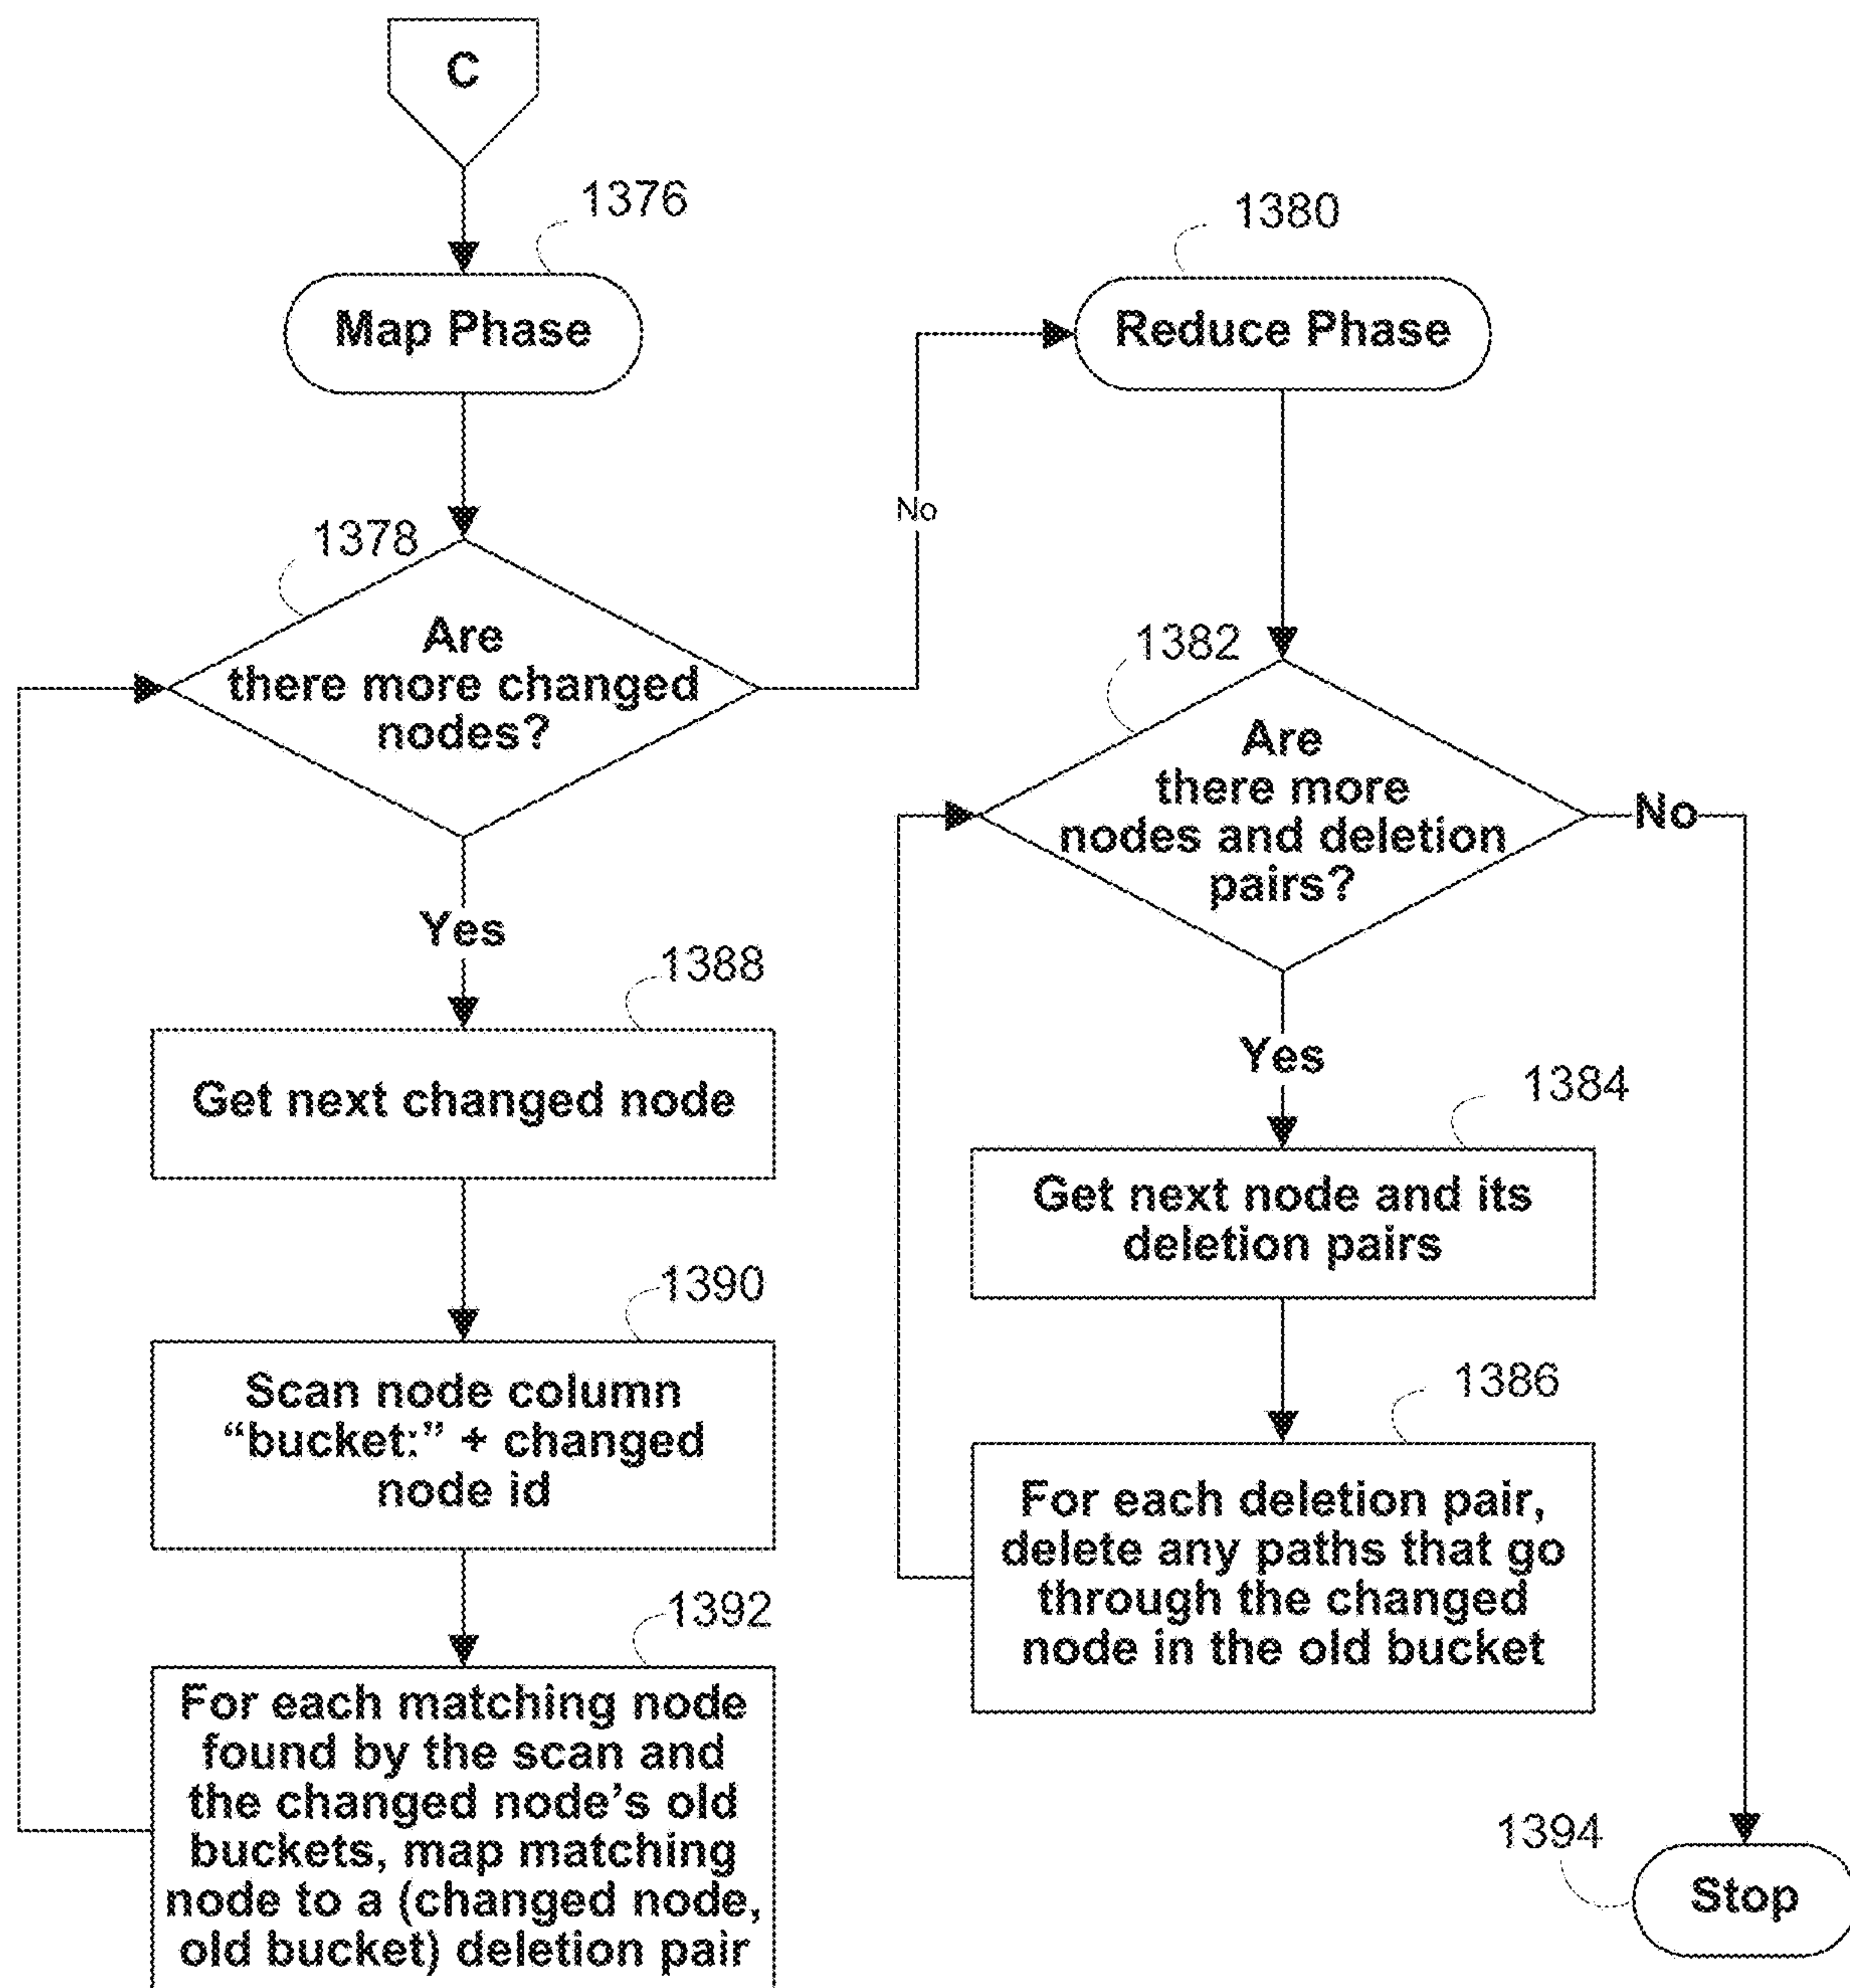 C
1376
Map Phase
1378
Are
there more changed
nodes?
No
Yes
1388
Get next changed node
1390
Scan node column
“bucket:” + changed
node id
1392
For each matching node
found by the scan and
the changed node’s old
buckets, map matching
node to a (changed node,
old bucket) deletion pair
1380
Reduce Phase
1382
Are
there more
nodes and deletion
pairs?
No
Yes
1384
Get next node and its
deletion pairs
1386
For each deletion pair,
delete any paths that go
through the changed
node in the old bucket
1394
Stop